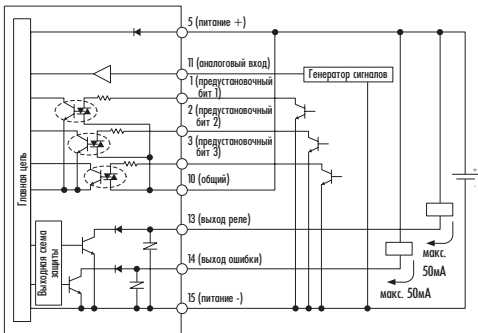 5 (питание +)
11 (аналоговый вход)
Генератор сигналов
1 (предустановочный
бит 1)
2 (предустановочный
бит 2)
3 (предустановочный
бит 3)
10 (общий)
Главная цепь
13 (выход реле)
Выходная схема
защиты
14 (выход ошибки)
макс.
50мА
макс. 50мА
15 (питание -)
+
-